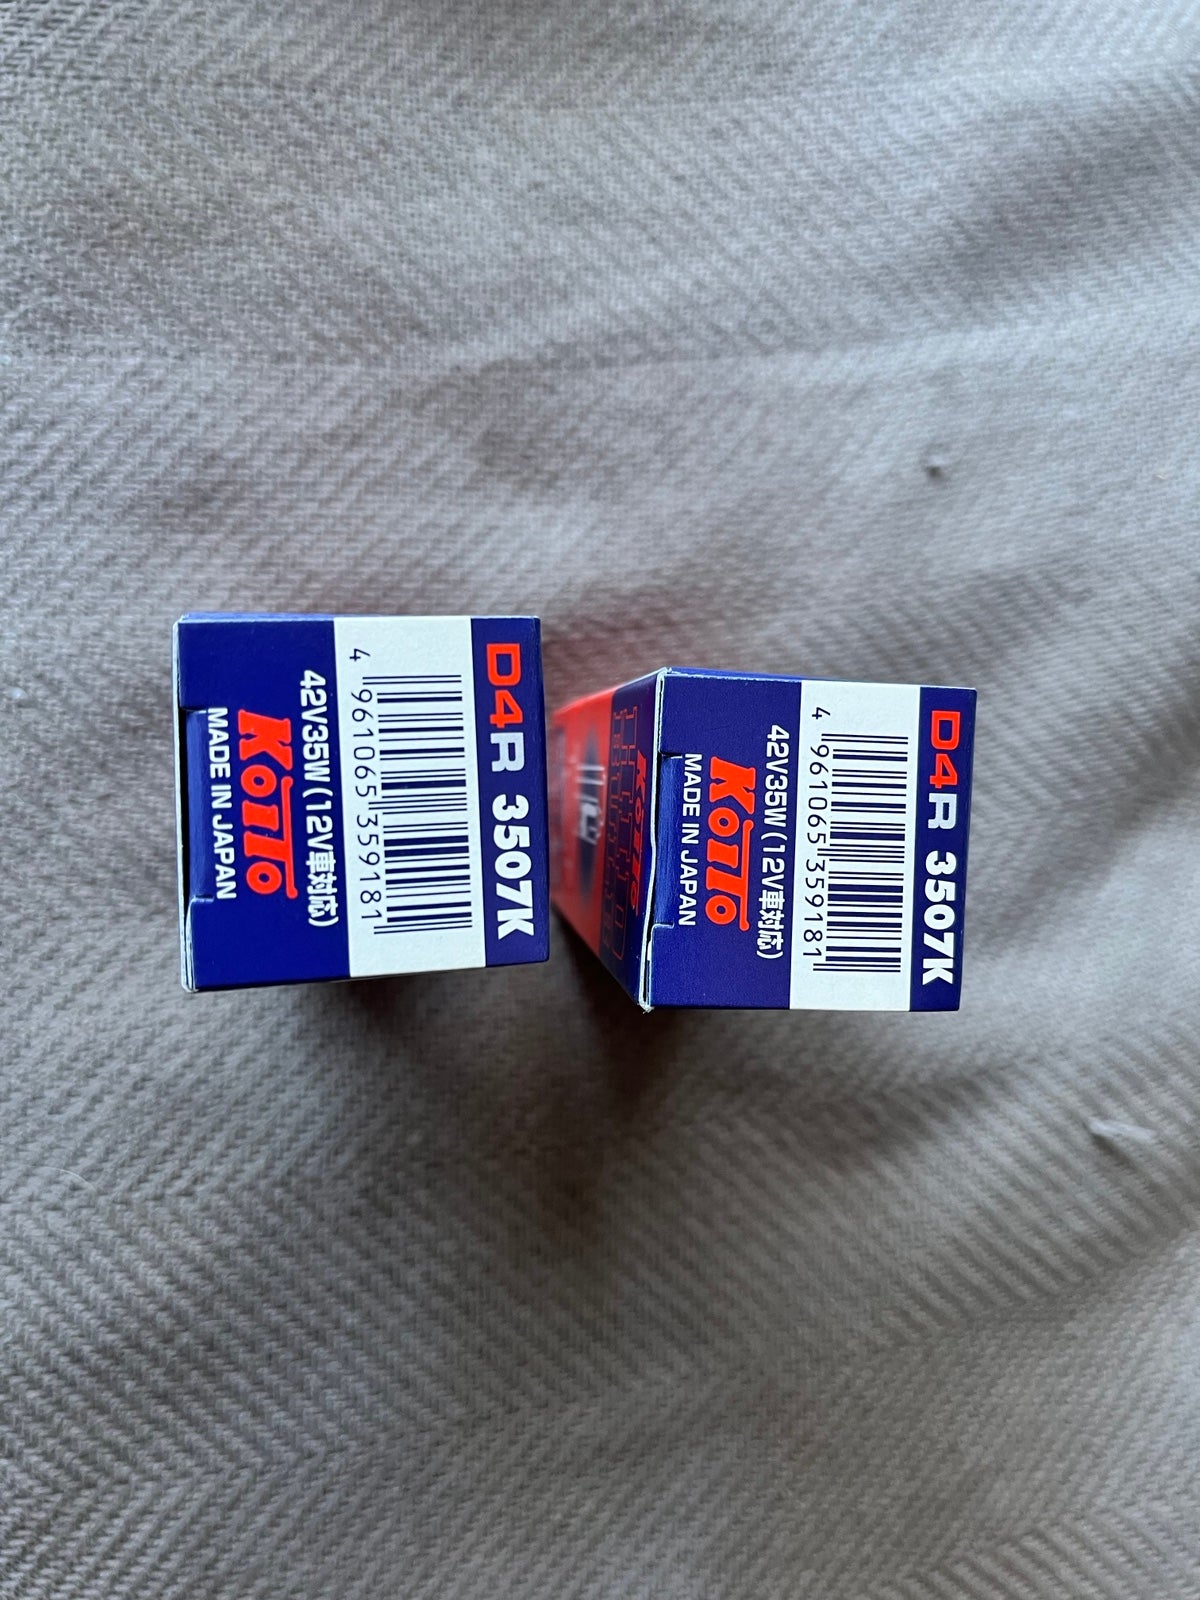 D4R 3507K
4 961065 359181
42V35W(12V車対応)
KOITO
MADE IN JAPAN
D4R 3507K
4 961065 359181
42V35W(12V車対応)
KOITO
MADE IN JAPAN
KOITO